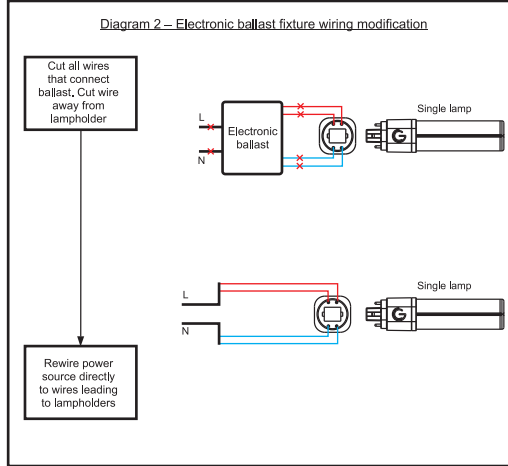 Diagram 2 – Electronic ballast fixture wiring modification
Cut all wires
that connect
ballast. Cut wire
away from
lampholder
L
N
Electronic
ballast
Single lamp
G
L
N
Single lamp
G
Rewire power
source directly
to wires leading
to lampholders